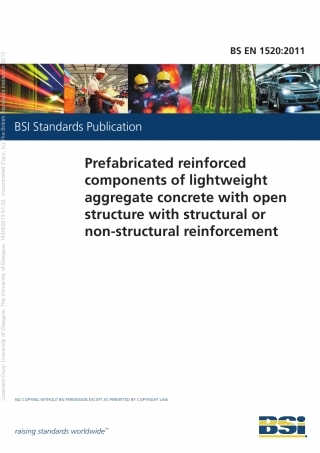 BS EN 1520:2011
BSI Standards Publication
Prefabricated reinforced
components of lightweight
aggregate concrete with open
structure with structural or
non-structural reinforcement
NO COPYING WITHOUT BSI PERMISSION EXCEPT AS PERMITTED BY COPYRIGHT LAW
raising standards worldwide™
BSi